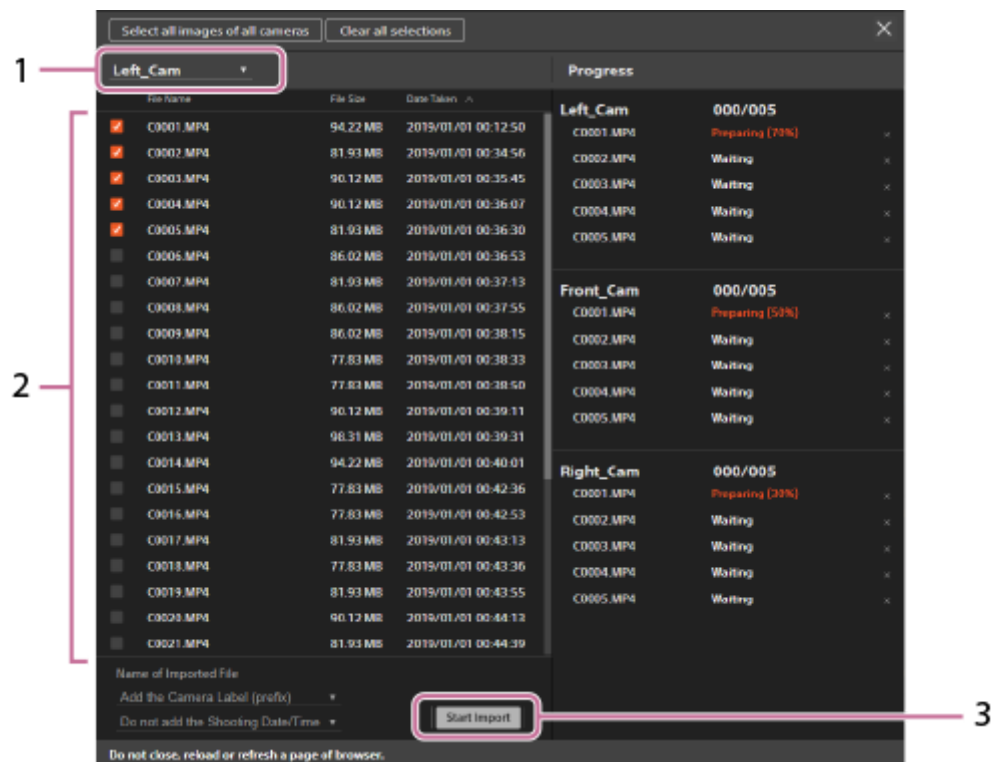 Select all images of all cameras Clear all selections
1
Left_Cam
Progress
File Name File Size Date Taken
2
C0001.MP4 94.22 MB 2019/01/01 00:12:50
C0002.MP4 81.93 MB 2019/01/01 00:34:56
C0003.MP4 90.12 MB 2019/01/01 00:35:45
C0004.MP4 90.12 MB 2019/01/01 00:36:07
C0005.MP4 81.93 MB 2019/01/01 00:36:30
C0006.MP4 86.02 MB 2019/01/01 00:36:53
C0007.MP4 81.93 MB 2019/01/01 00:37:13
C0008.MP4 86.02 MB 2019/01/01 00:37:55
C0009.MP4 86.02 MB 2019/01/01 00:38:15
C0010.MP4 77.83 MB 2019/01/01 00:38:33
C0011.MP4 77.83 MB 2019/01/01 00:38:50
C0012.MP4 90.12 MB 2019/01/01 00:39:11
C0013.MP4 98.31 MB 2019/01/01 00:39:31
C0014.MP4 94.22 MB 2019/01/01 00:40:01
C0015.MP4 77.83 MB 2019/01/01 00:42:36
C0016.MP4 77.83 MB 2019/01/01 00:42:53
C0017.MP4 81.93 MB 2019/01/01 00:43:13
C0018.MP4 77.83 MB 2019/01/01 00:43:36
C0019.MP4 81.93 MB 2019/01/01 00:43:55
C0020.MP4 90.12 MB 2019/01/01 00:44:13
C0021.MP4 81.93 MB 2019/01/01 00:44:39
Left_Cam 000/005
C0001.MP4 Preparing (70%)
C0002.MP4 Waiting
C0003.MP4 Waiting
C0004.MP4 Waiting
C0005.MP4 Waiting
Front_Cam 000/005
C0001.MP4 Preparing (50%)
C0002.MP4 Waiting
C0003.MP4 Waiting
C0004.MP4 Waiting
C0005.MP4 Waiting
Right_Cam 000/005
C0001.MP4 Preparing (30%)
C0002.MP4 Waiting
C0003.MP4 Waiting
C0004.MP4 Waiting
C0005.MP4 Waiting
Name of Imported File
Add the Camera Label (prefix)
Do not add the Shooting Date/Time
Start Import
3
Do not close, reload or refresh a page of browser.